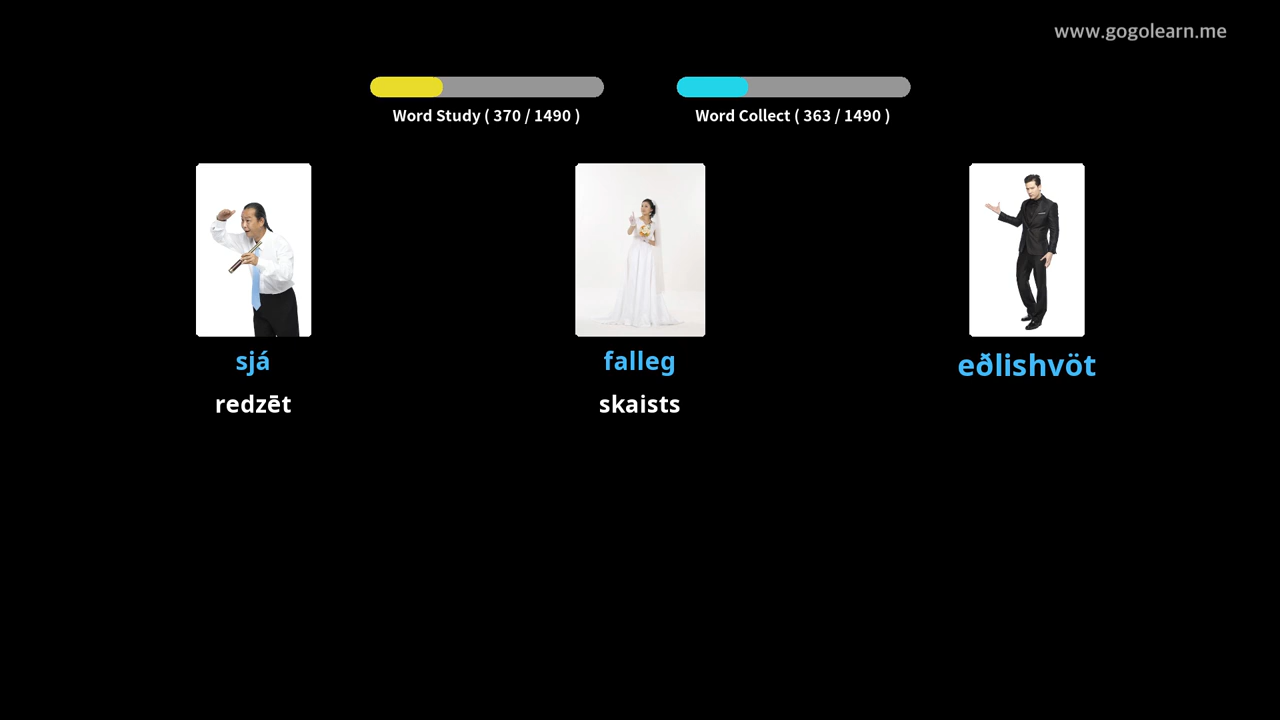 www.gogolearn.me
Word Study ( 370 / 1490 )
Word Collect ( 363 / 1490 )
sjá
falleg
eðlishvöt
redzēt
skaists